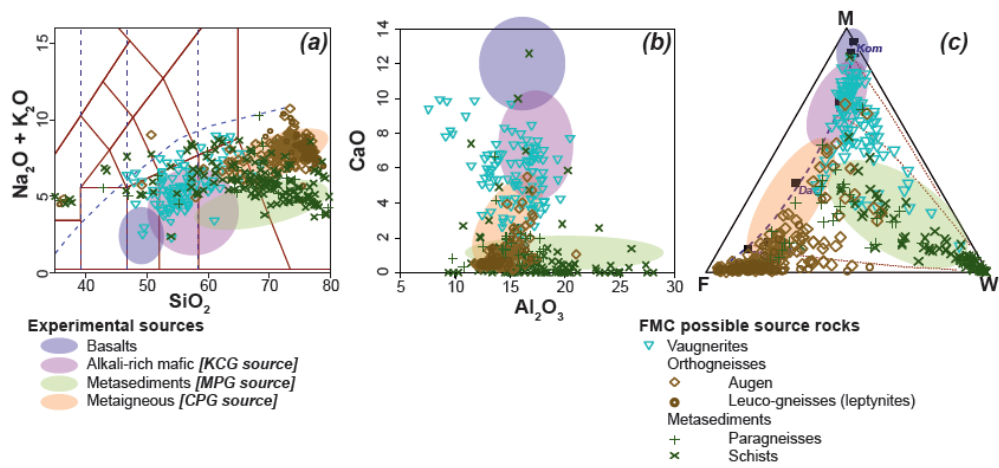 (a)
15
10
5
0
Na2O + K2O
40
50
60
70
80
SiO2
(b)
12
10
8
6
4
2
0
CaO
5
10
15
20
25
30
Al2O3
(c)
M
Kom
Da
F
W
Experimental sources
Basalts
Alkali-rich mafic [KCG source]
Metasediments [MPG source]
Metaigneous [CPG source]
FMC possible source rocks
Vaugnerites
Orthogneisses
Augen
Leuco-gneisses (leptynites)
Metasediments
Paragneisses
Schists